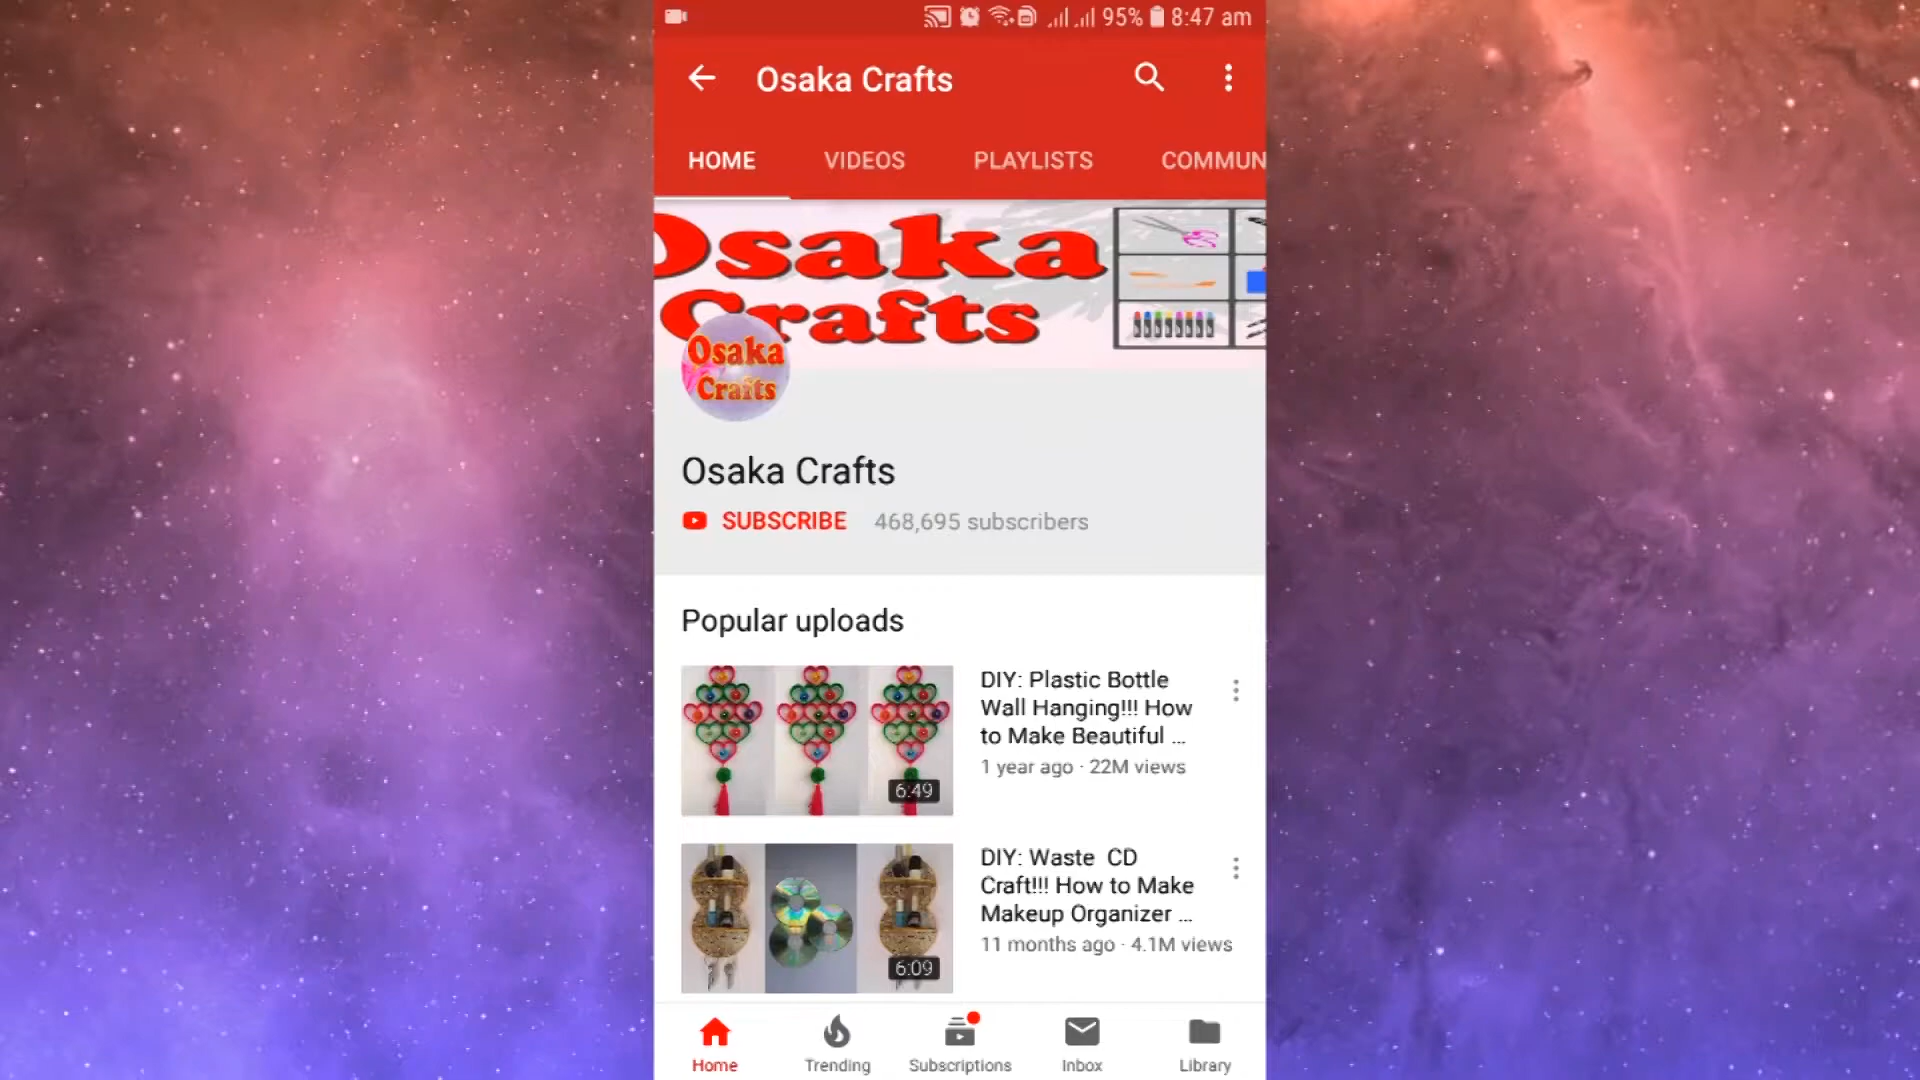 95% 8:47 am
Osaka Crafts
HOME VIDEOS PLAYLISTS COMMUN
Osaka
Crafts
Osaka
Crafts
Osaka Crafts
SUBSCRIBE 468,695 subscribers
Popular uploads
DIY: Plastic Bottle
Wall Hanging!!! How
to Make Beautiful ...
1 year ago · 22M views
6:49
DIY: Waste CD
Craft!!! How to Make
Makeup Organizer ...
11 months ago · 4.1M views
6:09
Home Trending Subscriptions Inbox Library